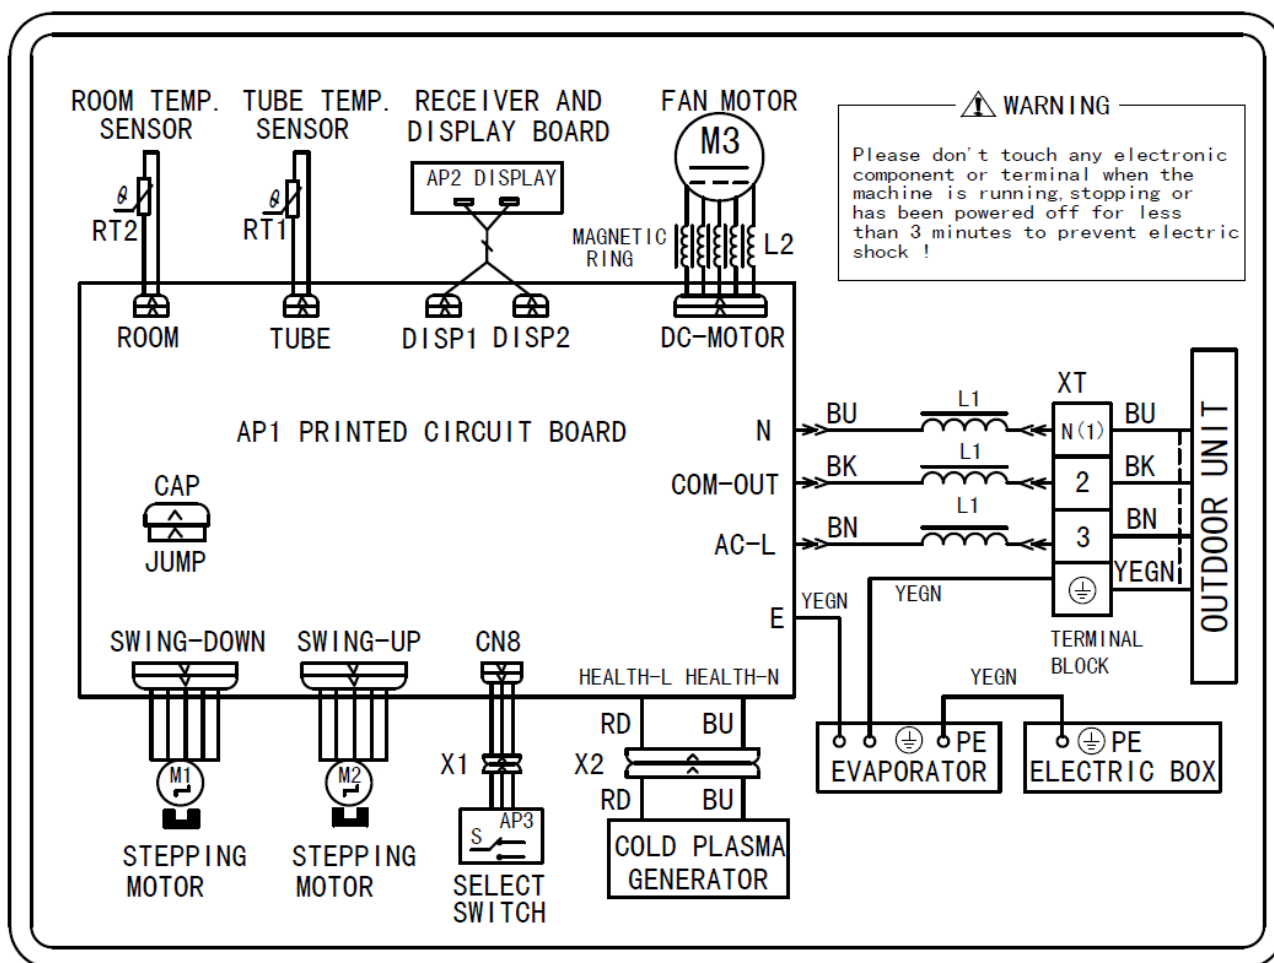 ROOM TEMP.
SENSOR
TUBE TEMP.
SENSOR
RECEIVER AND
DISPLAY BOARD
FAN MOTOR
M3
AP2 DISPLAY
θ
RT2
θ
RT1
MAGNETIC
RING
L2
WARNING
Please don't touch any electronic
component or terminal when the
machine is running, stopping or
has been powered off for less
than 3 minutes to prevent electric
shock !
ROOM
TUBE
DISP1
DISP2
DC-MOTOR
AP1 PRINTED CIRCUIT BOARD
CAP
JUMP
N
COM-OUT
AC-L
E
BU
BK
BN
L1
L1
L1
XT
N(1)
2
3
BU
BK
BN
YEGN
OUTDOOR UNIT
YEGN
YEGN
TERMINAL
BLOCK
SWING-DOWN
SWING-UP
CN8
HEALTH-L
HEALTH-N
RD
BU
X1
X2
RD
BU
M1
M2
S
AP3
STEPPING
MOTOR
STEPPING
MOTOR
SELECT
SWITCH
COLD PLASMA
GENERATOR
YEGN
PE
EVAPORATOR
PE
ELECTRIC BOX